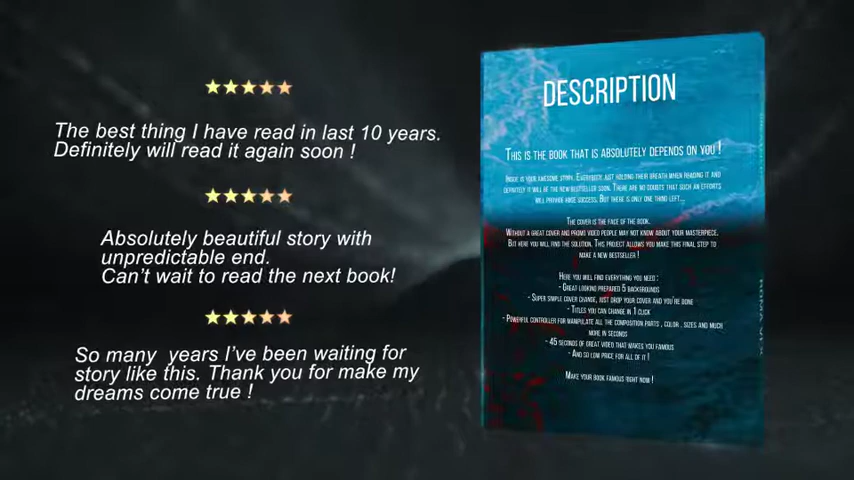 The best thing I have read in last 10 years.
Definitely will read it again soon !
Absolutely beautiful story with
unpredictable end.
Can't wait to read the next book!
So many  years I've been waiting for
story like this. Thank you for make my
dreams come true !
DESCRIPTION
THIS IS THE BOOK THAT IS ABSOLUTELY DEPENDS ON YOU !
INSIDE IS YOUR AWESOME STORY. EVERYBODY JUST HOLDING THEIR BREATH WHEN READING IT AND
DEFINITELY IT WILL BE THE NEW BESTSELLER SOON. THERE ARE NO DOUBTS THAT SUCH AN EFFORTS
WILL PROVIDE HUGE SUCCESS. BUT THERE IS ONLY ONE THING LEFT...
THE COVER IS THE FACE OF THE BOOK.
WITHOUT A GREAT COVER AND PROMO VIDEO PEOPLE MAY NOT KNOW ABOUT YOUR MASTERPIECE.
BUT HERE YOU WILL FIND THE SOLUTION. THIS PROJECT ALLOWS YOU MAKE THIS FINAL STEP TO
MAKE A NEW BESTSELLER !
HERE YOU WILL FIND EVERYTHING YOU NEED :
- GREAT LOOKING PREPARED 5 BACKGROUNDS
- SUPER SIMPLE COVER CHANGE, JUST DROP YOUR COVER AND YOU'RE DONE
- TITLES YOU CAN CHANGE IN 1 CLICK
- POWERFUL CONTROLLER FOR MANIPULATE ALL THE COMPOSITION PARTS , COLOR , SIZES AND MUCH
MORE IN SECONDS
- 45 SECONDS OF GREAT VIDEO THAT MAKES YOU FAMOUS
- AND SO LOW PRICE FOR ALL OF IT !
MAKE YOUR BOOK FAMOUS RIGHT NOW !